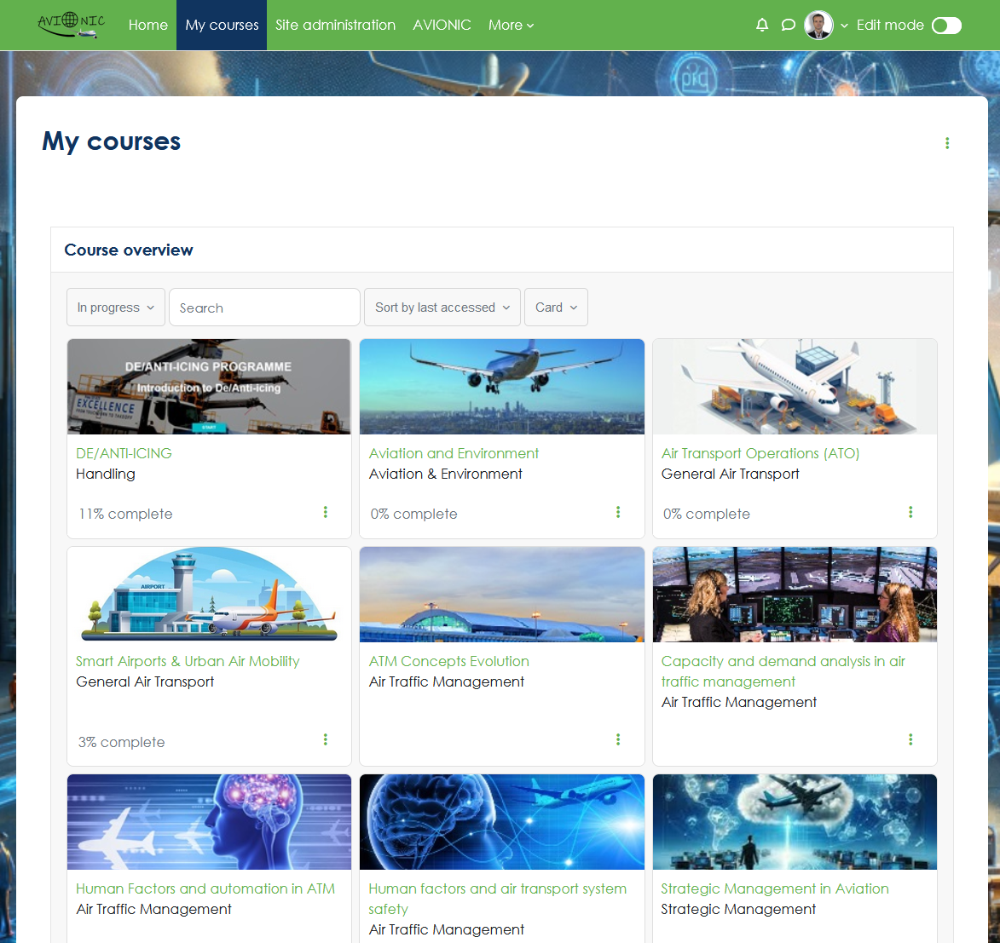 AVIONIC
Home
My courses
Site administration
AVIONIC
More
Edit mode
My courses
Course overview
In progress
Search
Sort by last accessed
Card
DE/ANTI-ICING PROGRAMME
Introduction to De/Anti-icing
EXCELLENCE
FROM TOUCHDOWN TO TAKEOFF
START
DE/ANTI-ICING
Handling
11% complete
Aviation and Environment
Aviation & Environment
0% complete
Air Transport Operations (ATO)
General Air Transport
0% complete
AIRPORT
Smart Airports & Urban Air Mobility
General Air Transport
3% complete
ATM Concepts Evolution
Air Traffic Management
Capacity and demand analysis in air
traffic management
Air Traffic Management
Human Factors and automation in ATM
Air Traffic Management
Human factors and air transport system
safety
Air Traffic Management
Strategic Management in Aviation
Strategic Management